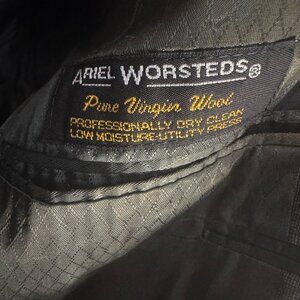 ARIEL WORSTEDS®
Pure Virgin Wool
PROFESSIONALLY DRY CLEAN
LOW MOISTURE-UTILITY PRESS